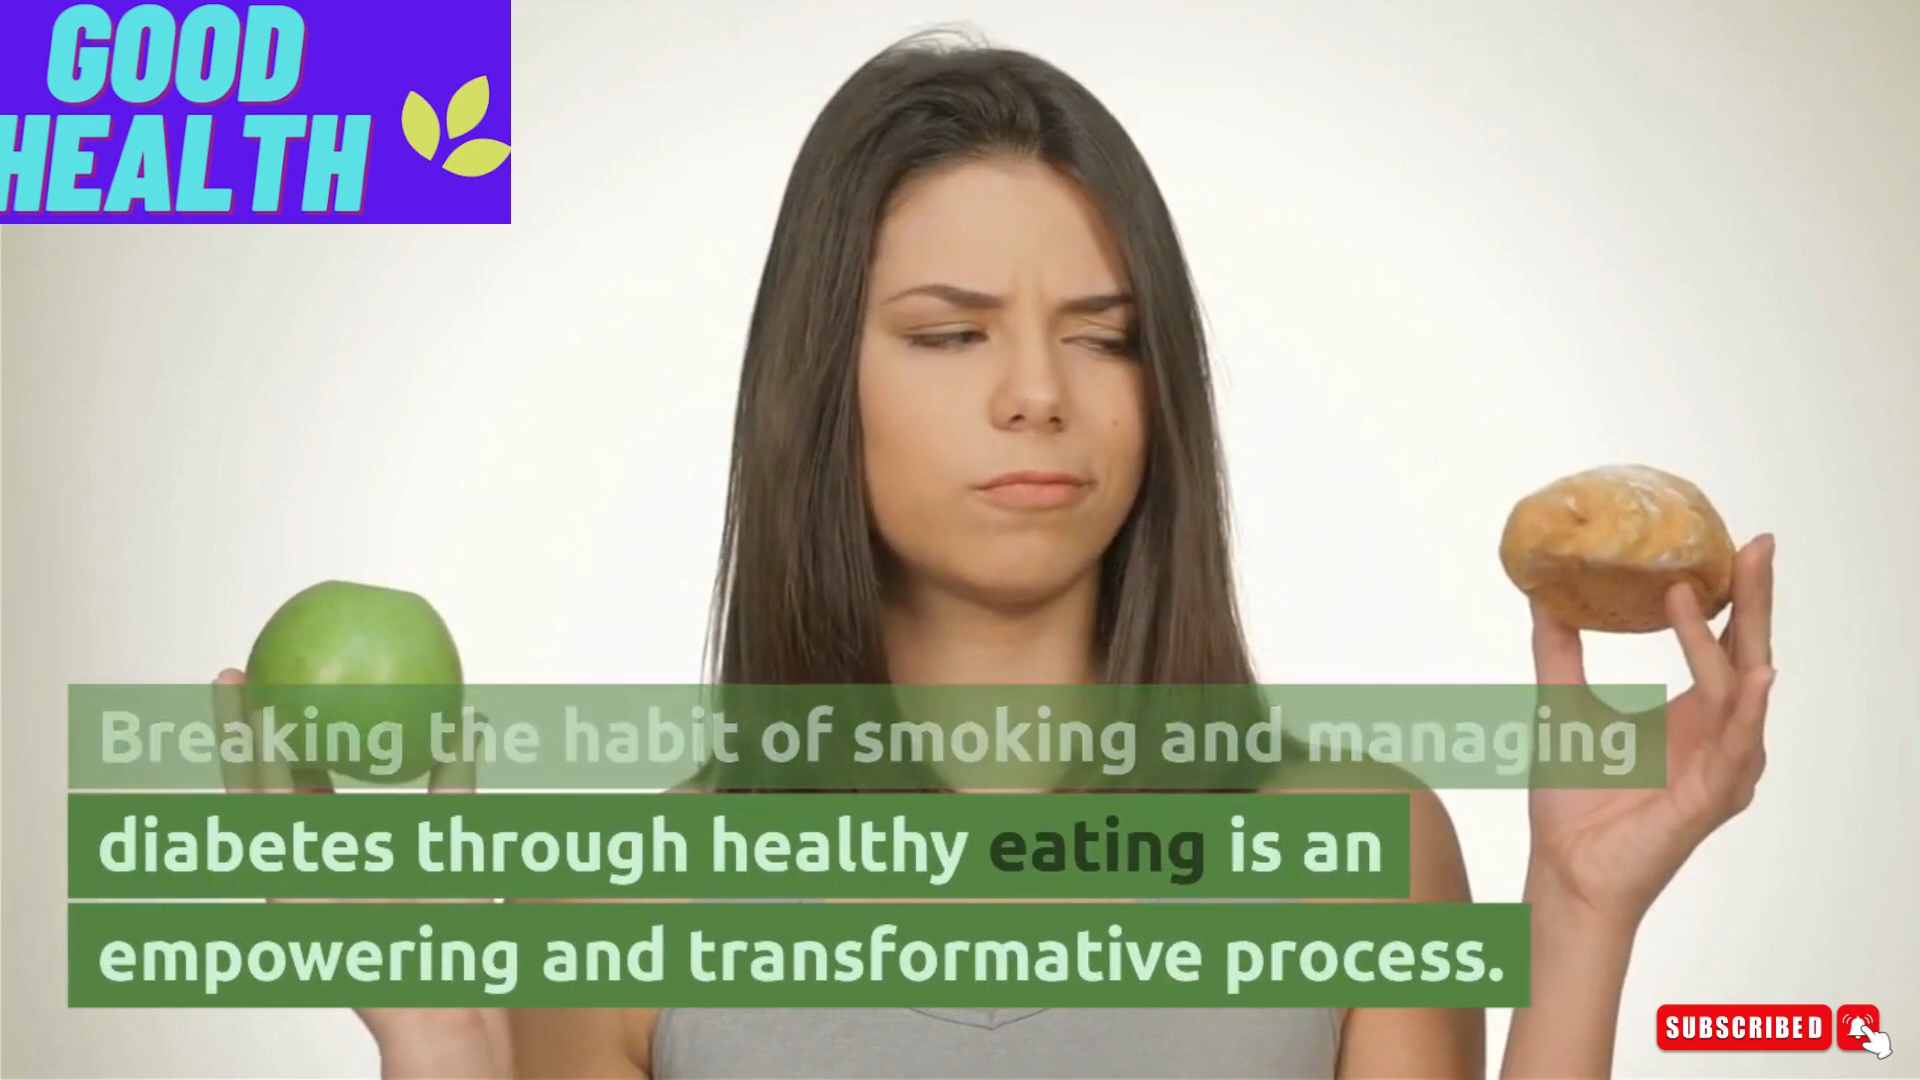 GOOD
HEALTH
Breaking the habit of smoking and managing
diabetes through healthy eating is an
empowering and transformative process.
SUBSCRIBED